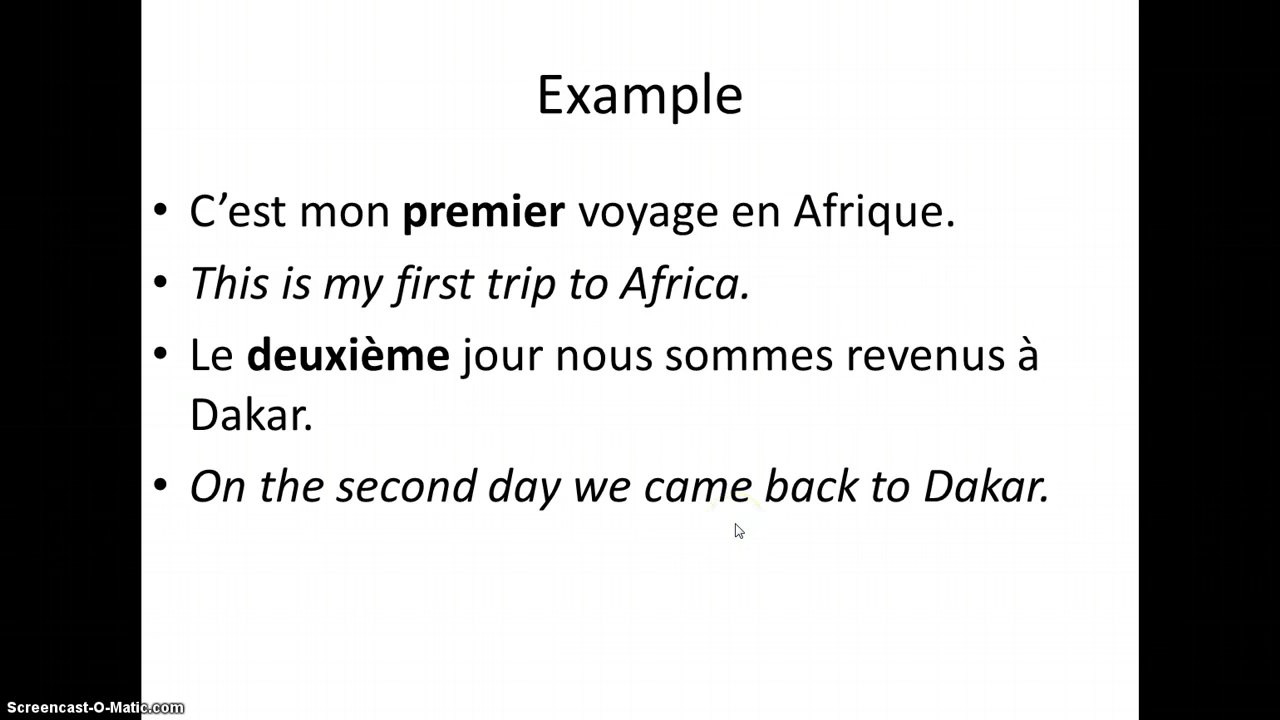 Example
• C’est mon premier voyage en Afrique.
• This is my first trip to Africa.
• Le deuxième jour nous sommes revenus à
Dakar.
• On the second day we came back to Dakar.
Screencast-O-Matic.com